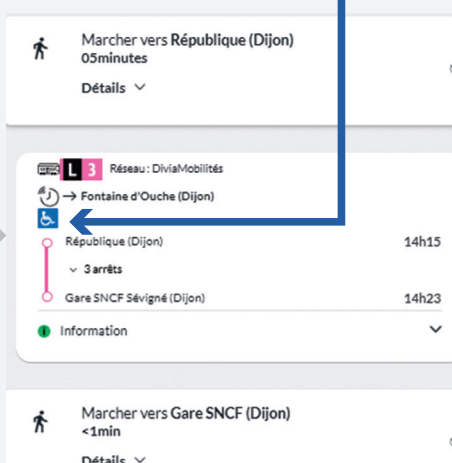 Marcher vers République (Dijon)
05minutes
Détails
L 3 Réseau : DiviaMobilités
→ Fontaine d'Ouche (Dijon)
République (Dijon) 14h15
3 arrêts
Gare SNCF Sévigné (Dijon) 14h23
Information
Marcher vers Gare SNCF (Dijon)
<1min
Détails